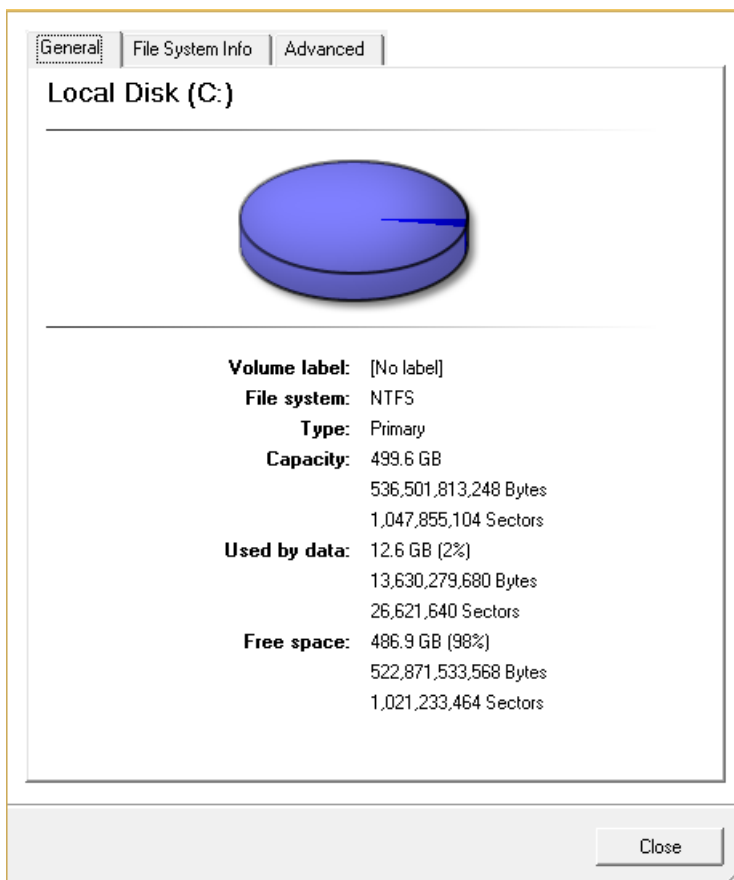 General File System Info Advanced
Local Disk (C:)
Volume label: [No label]
File system: NTFS
Type: Primary
Capacity: 499.6 GB
536,501,813,248 Bytes
1,047,855,104 Sectors
Used by data: 12.6 GB (2%)
13,630,279,680 Bytes
26,621,640 Sectors
Free space: 486.9 GB (98%)
522,871,533,568 Bytes
1,021,233,464 Sectors
Close